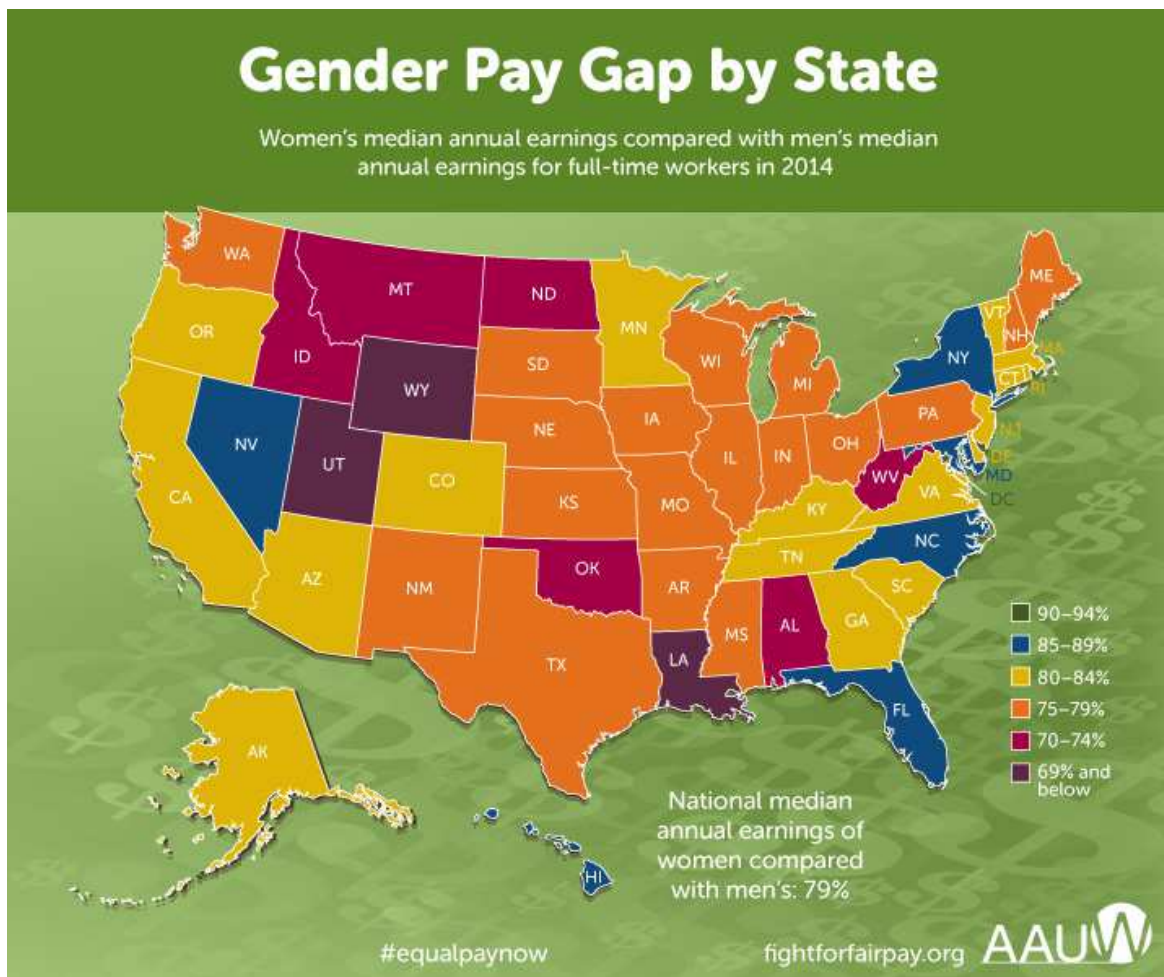 Gender Pay Gap by State
Women's median annual earnings compared with men's median
annual earnings for full-time workers in 2014
WA
MT
ND
MN
ME
VT
NH
OR
ID
SD
WI
MI
NY
MA
CT
RI
WY
NE
IA
PA
NJ
NV
UT
CO
IL
IN
OH
DE
MD
DC
CA
KS
MO
WV
VA
KY
AZ
NM
OK
AR
TN
NC
SC
TX
LA
MS
AL
GA
FL
AK
HI
90–94%
85–89%
80–84%
75–79%
70–74%
69% and
below
National median
annual earnings of
women compared
with men's: 79%
#equalpaynow
fightforfairpay.org
AAUW